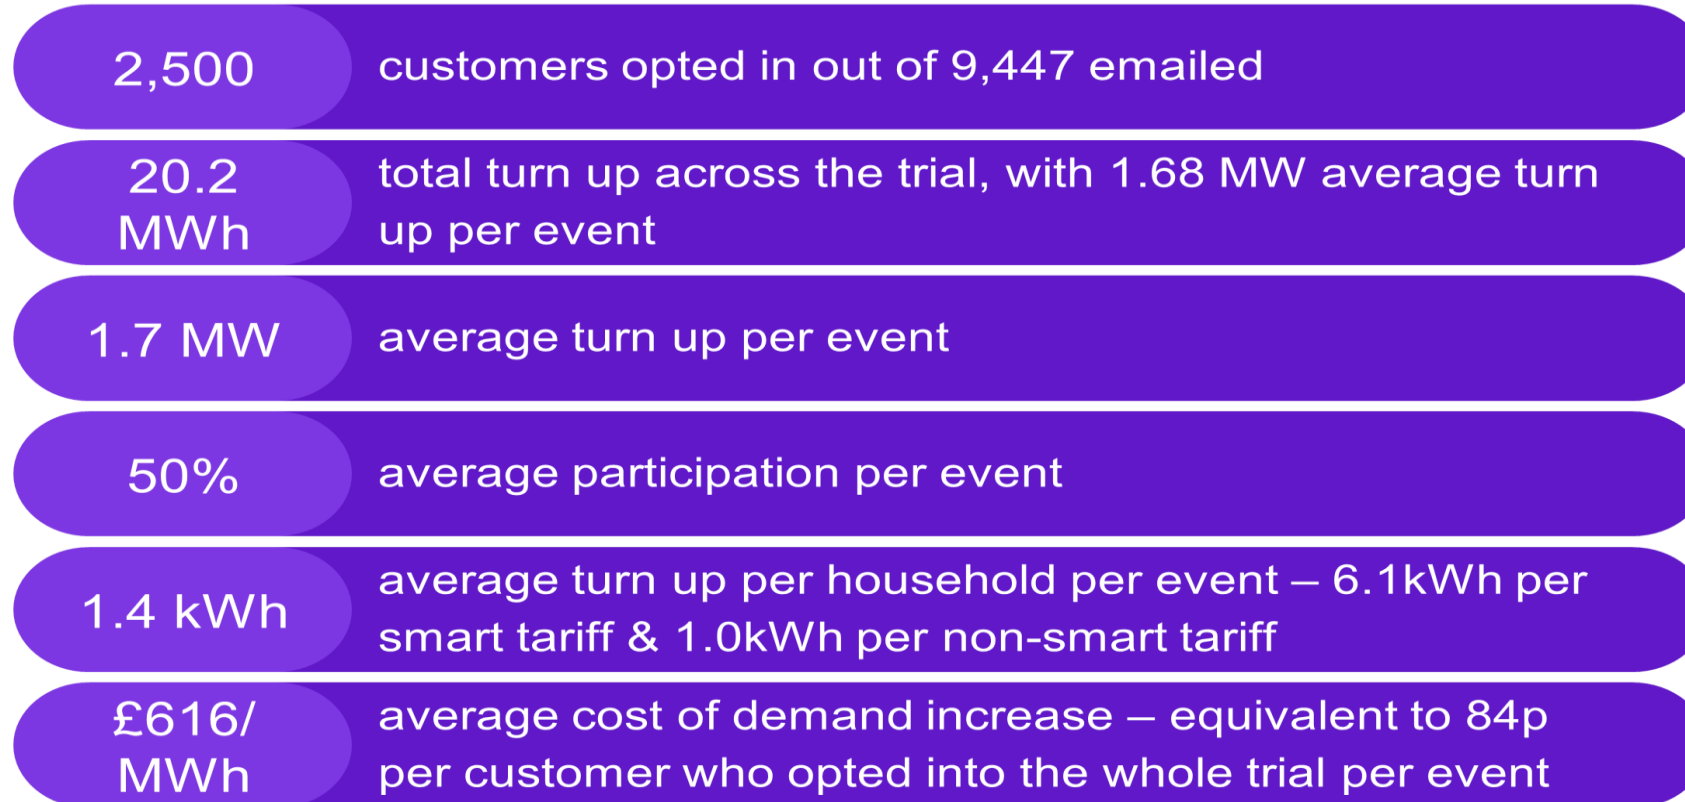 2,500
customers opted in out of 9,447 emailed
20.2
MWh
total turn up across the trial, with 1.68 MW average turn
up per event
1.7 MW
average turn up per event
50%
average participation per event
1.4 kWh
average turn up per household per event – 6.1kWh per
smart tariff & 1.0kWh per non-smart tariff
£616/
MWh
average cost of demand increase – equivalent to 84p
per customer who opted into the whole trial per event